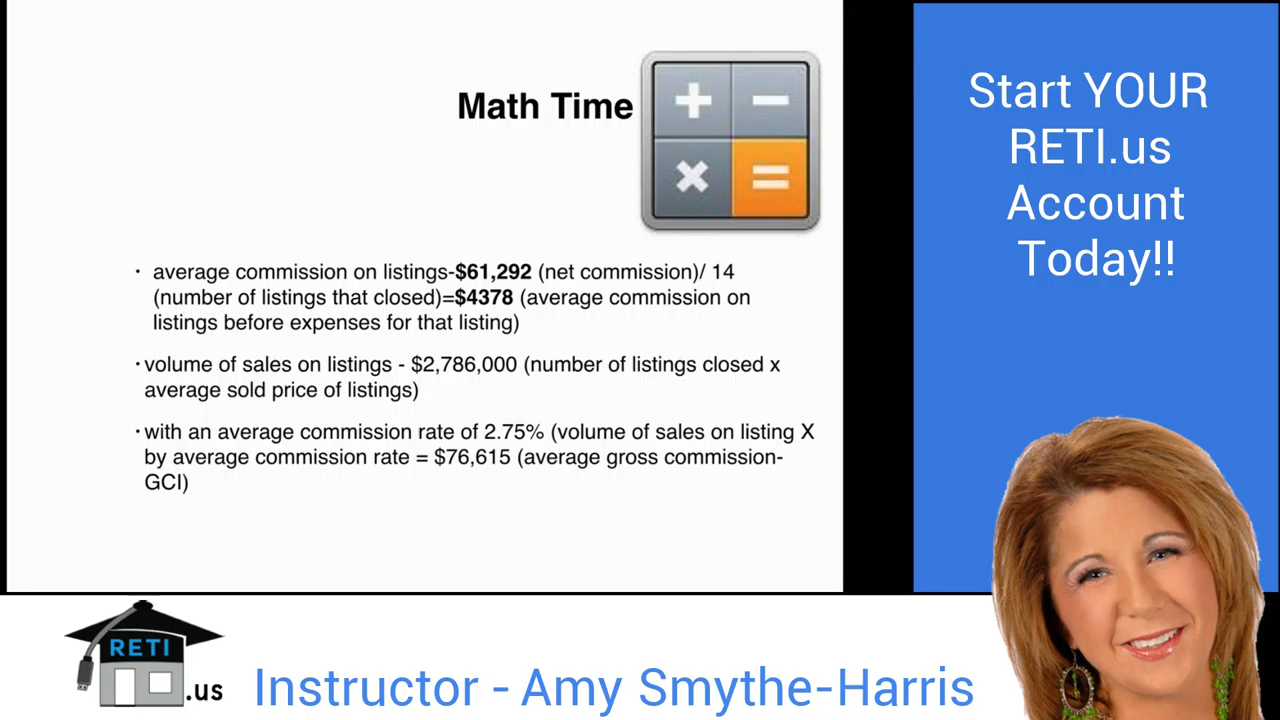 Math Time
· average commission on listings-$61,292 (net commission)/ 14
(number of listings that closed)=$4378 (average commission on
listings before expenses for that listing)
· volume of sales on listings - $2,786,000 (number of listings closed x
average sold price of listings)
· with an average commission rate of 2.75% (volume of sales on listing X
by average commission rate = $76,615 (average gross commission-
GCI)
Start YOUR
RETI.us
Account
Today!!
RETI
.us
Instructor - Amy Smythe-Harris